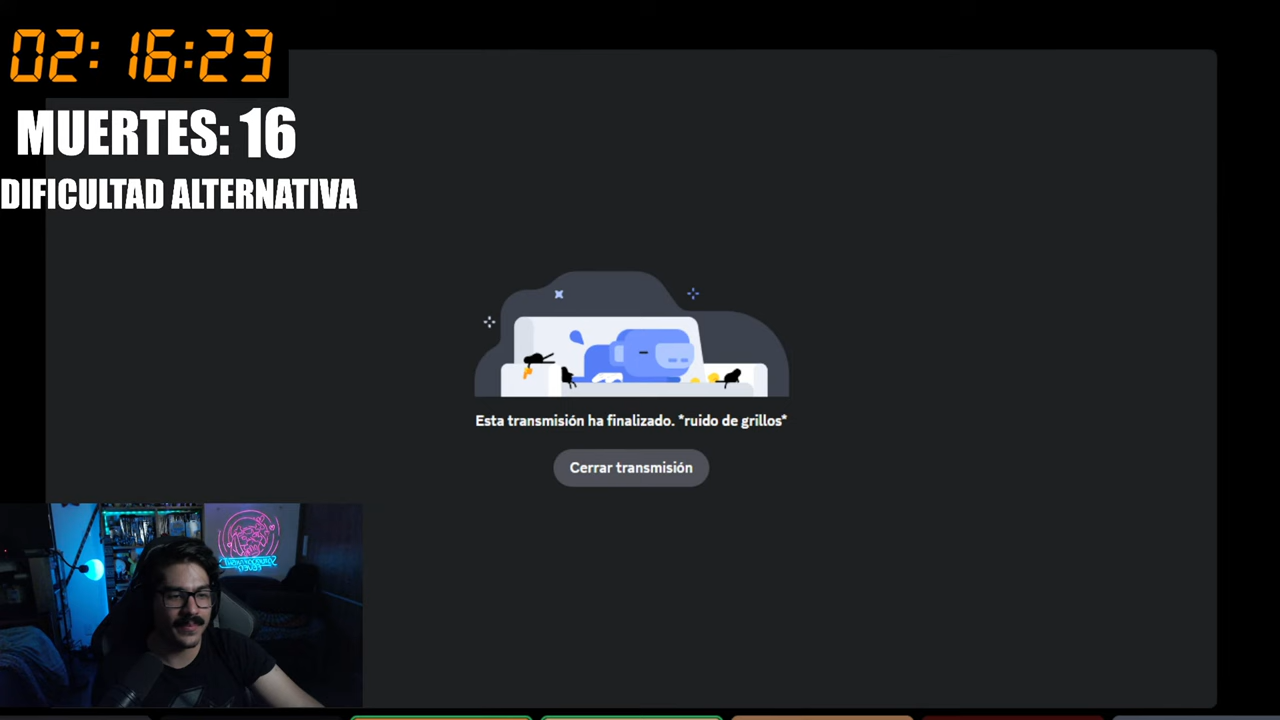 02:16:23
MUERTES: 16
DIFICULTAD ALTERNATIVA
Esta transmisión ha finalizado. *ruido de grillos*
Cerrar transmisión